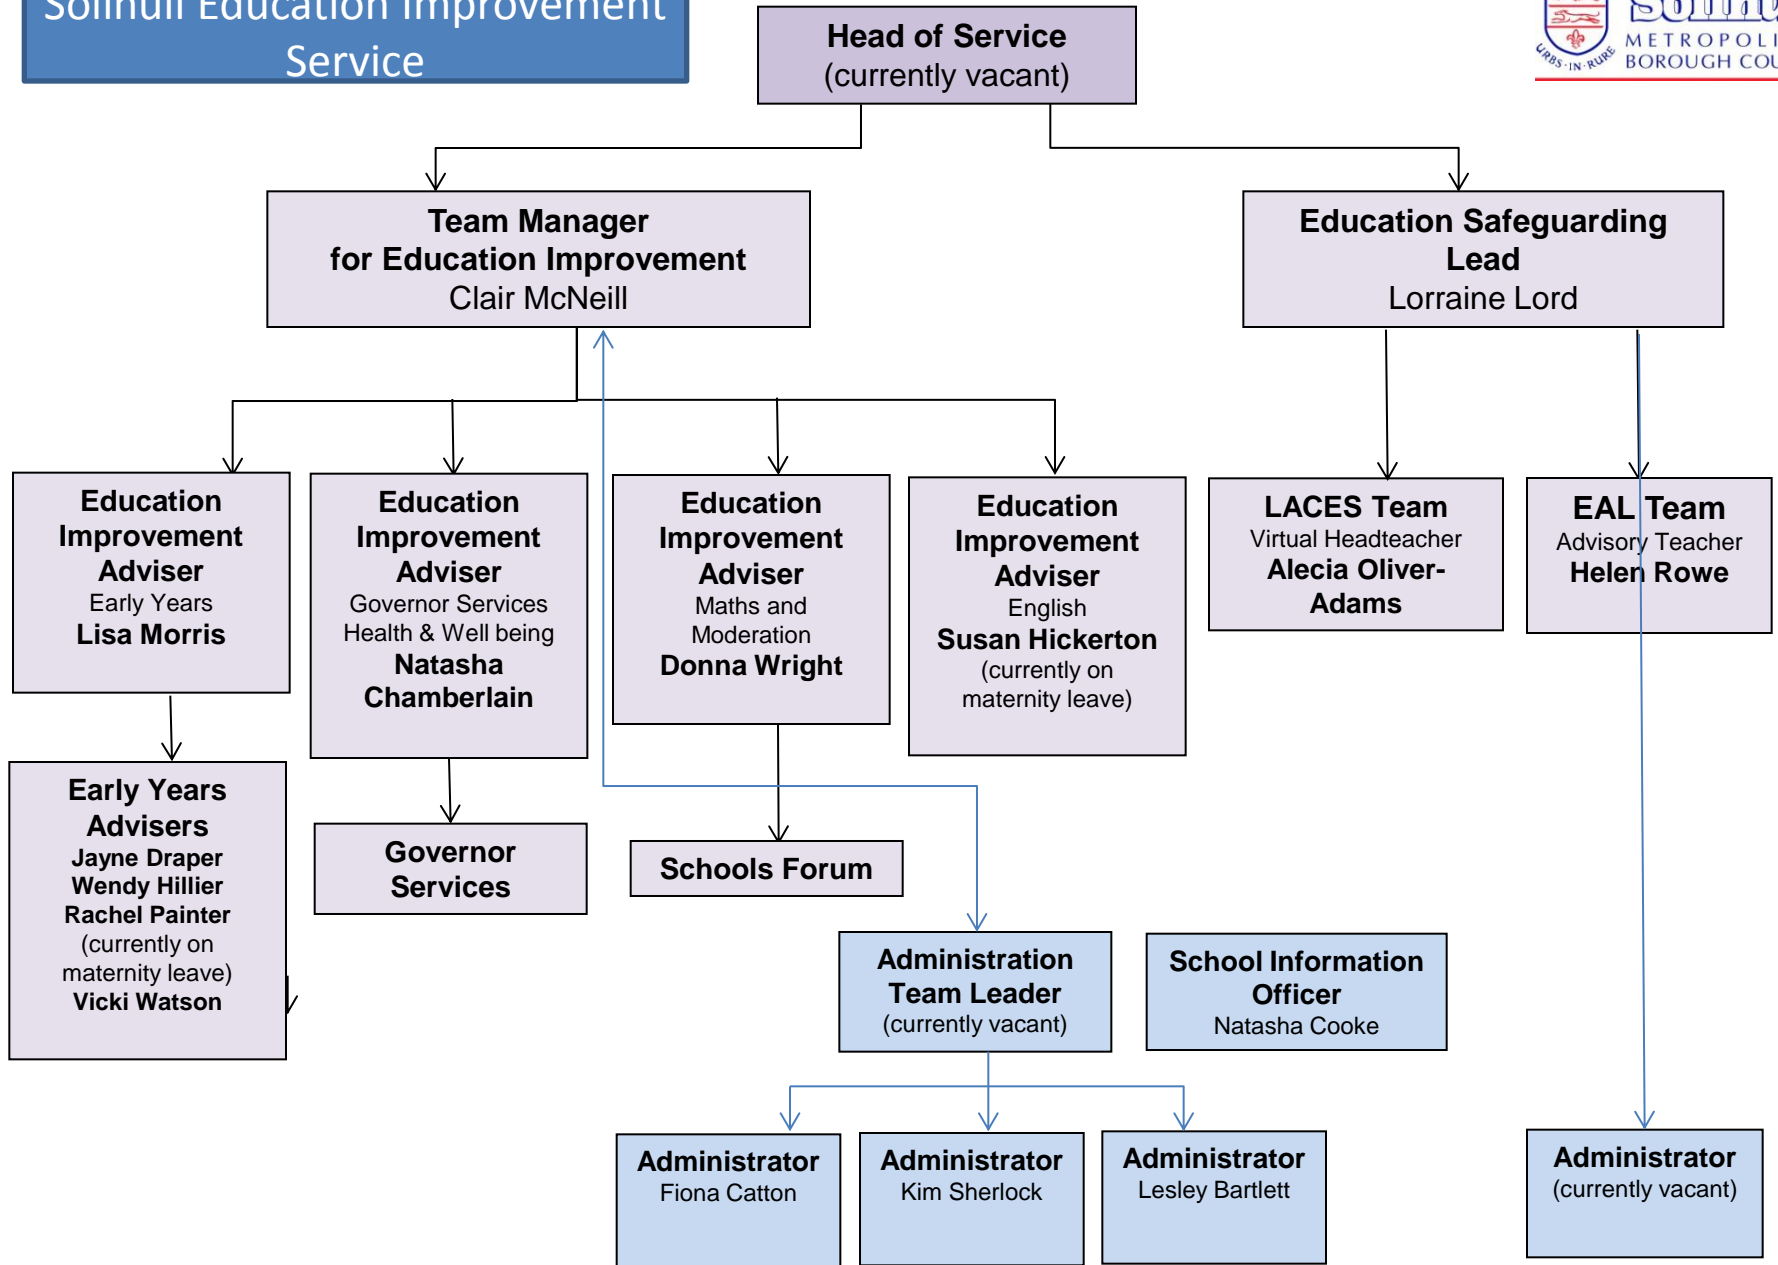 Solihull Education Improvement
Service
Head of Service
(currently vacant)
URBS-IN-RURE
METROPOLI
BOROUGH COU
Team Manager
for Education Improvement
Clair McNeill
Education Safeguarding
Lead
Lorraine Lord
Education
Improvement
Adviser
Early Years
Lisa Morris
Education
Improvement
Adviser
Governor Services
Health & Well being
Natasha
Chamberlain
Education
Improvement
Adviser
Maths and
Moderation
Donna Wright
Education
Improvement
Adviser
English
Susan Hickerton
(currently on
maternity leave)
LACES Team
Virtual Headteacher
Alecia Oliver-
Adams
EAL Team
Advisory Teacher
Helen Rowe
Early Years
Advisers
Jayne Draper
Wendy Hillier
Rachel Painter
(currently on
maternity leave)
Vicki Watson
Governor
Services
Schools Forum
Administration
Team Leader
(currently vacant)
School Information
Officer
Natasha Cooke
Administrator
Fiona Catton
Administrator
Kim Sherlock
Administrator
Lesley Bartlett
Administrator
(currently vacant)